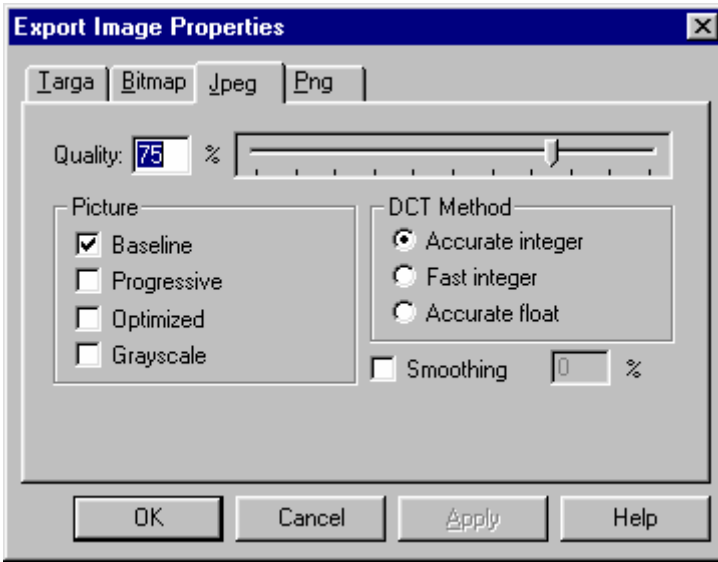 Export Image Properties
Targa Bitmap Jpeg Png
Quality: 75 %
Picture
Baseline
Progressive
Optimized
Grayscale
DCT Method
Accurate integer
Fast integer
Accurate float
Smoothing 0 %
OK Cancel Apply Help